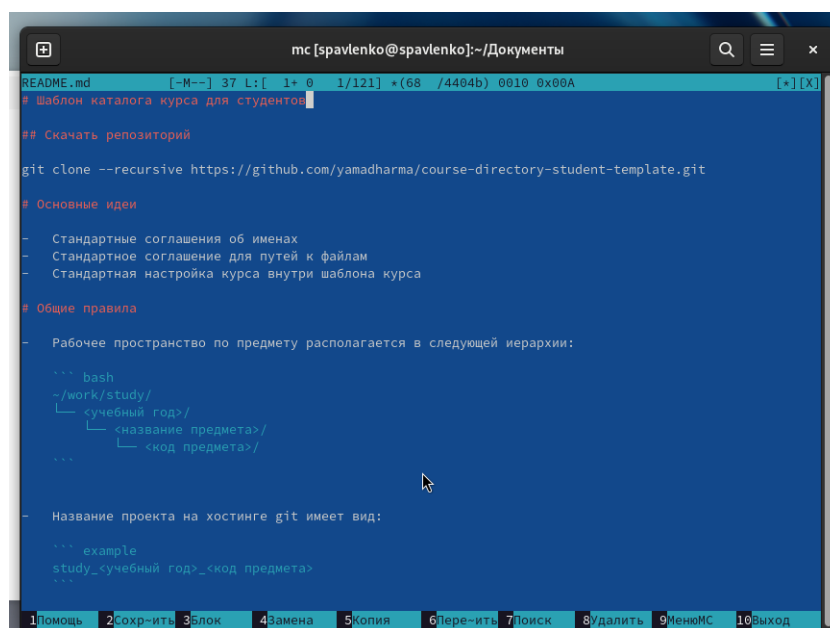 mc [spavlenko@spavlenko]:~/Документы
README.md [-M--] 37 L:[ 1+ 0 1/121] *(68 /4404b) 0010 0x00A [*][X]
# Шаблон каталога курса для студентов
## Скачать репозиторий
git clone --recursive https://github.com/yamadharma/course-directory-student-template.git
# Основные идеи
- Стандартные соглашения об именах
- Стандартное соглашение для путей к файлам
- Стандартная настройка курса внутри шаблона курса
# Общие правила
- Рабочее пространство по предмету располагается в следующей иерархии:
``` bash
~/work/study/
└── <учебный год>/
└── <название предмета>/
└── <код предмета>/
```
- Название проекта на хостинге git имеет вид:
``` example
study_<учебный год>_<код предмета>
```
1Помощь 2Сохр~ить 3Блок 4Замена 5Копия 6Пере~ить 7Поиск 8Удалить 9МенюМС 10Выход